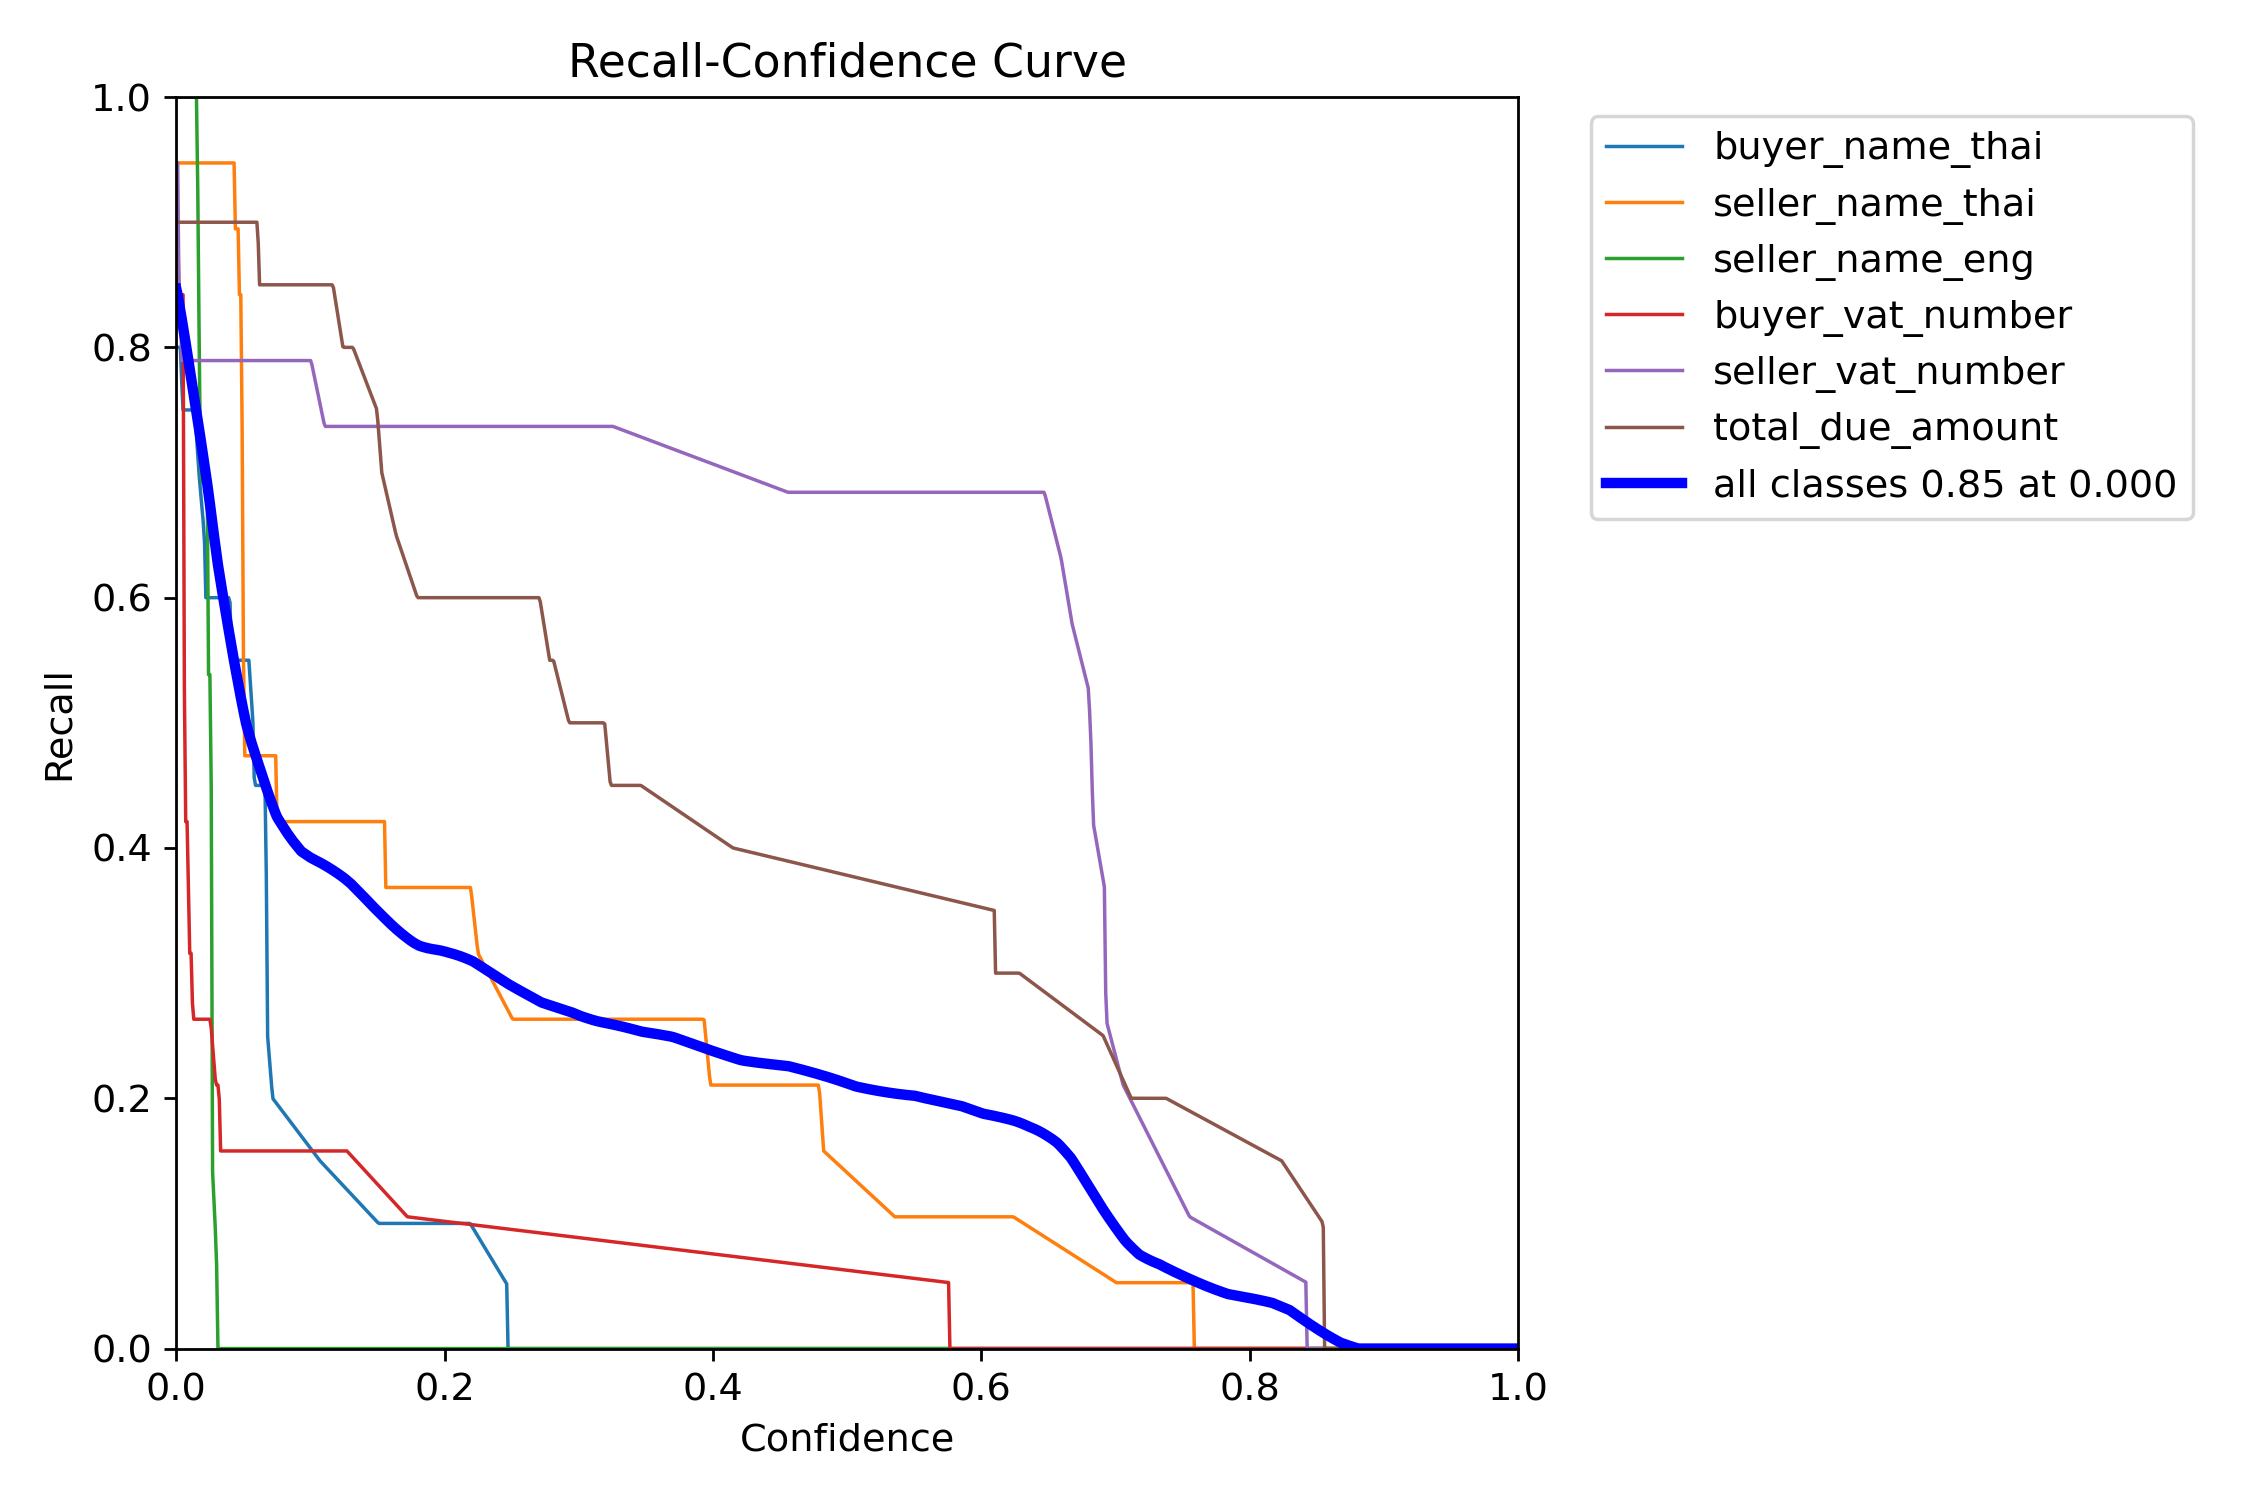 Recall-Confidence Curve
1.0
0.8
0.6
0.4
0.2
0.0
Recall
0.0 0.2 0.4 0.6 0.8 1.0
Confidence
buyer_name_thai
seller_name_thai
seller_name_eng
buyer_vat_number
seller_vat_number
total_due_amount
all classes 0.85 at 0.000